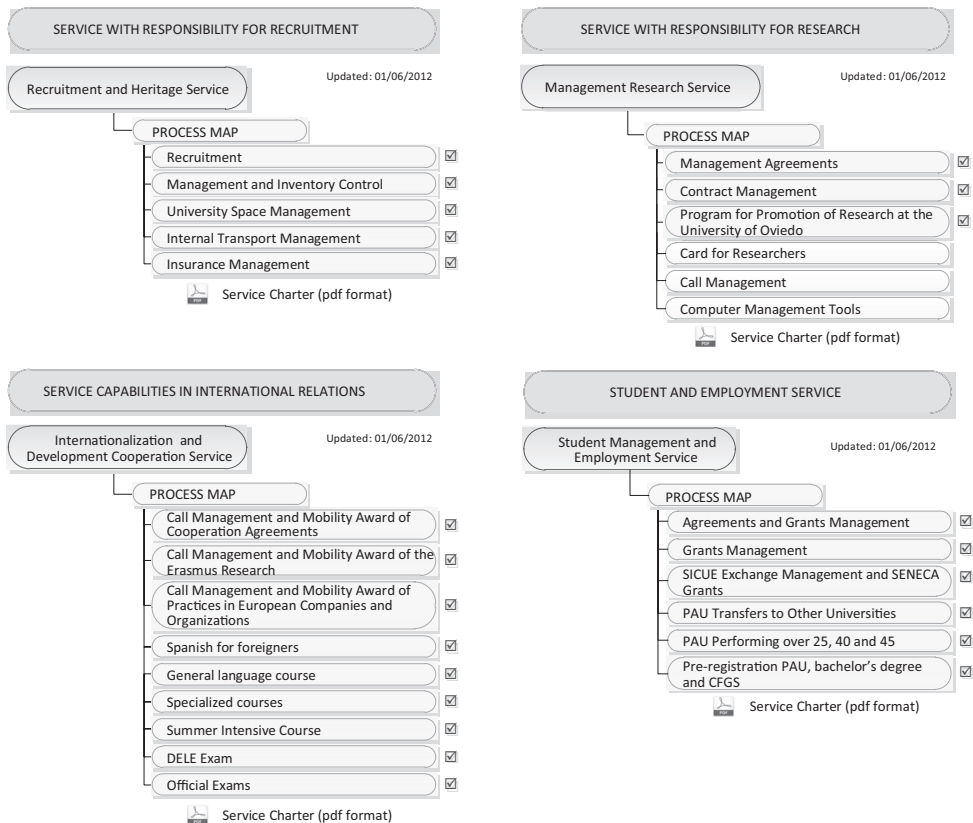 SERVICE WITH RESPONSIBILITY FOR RECRUITMENT
Recruitment and Heritage Service
Updated: 01/06/2012
PROCESS MAP
Recruitment
Management and Inventory Control
University Space Management
Internal Transport Management
Insurance Management
PDF
Service Charter (pdf format)
SERVICE WITH RESPONSIBILITY FOR RESEARCH
Management Research Service
Updated: 01/06/2012
PROCESS MAP
Management Agreements
Contract Management
Program for Promotion of Research at the
University of Oviedo
Card for Researchers
Call Management
Computer Management Tools
PDF
Service Charter (pdf format)
SERVICE CAPABILITIES IN INTERNATIONAL RELATIONS
Internationalization and
Development Cooperation Service
Updated: 01/06/2012
PROCESS MAP
Call Management and Mobility Award of
Cooperation Agreements
Call Management and Mobility Award of the
Erasmus Research
Call Management and Mobility Award of
Practices in European Companies and
Organizations
Spanish for foreigners
General language course
Specialized courses
Summer Intensive Course
DELE Exam
Official Exams
PDF
Service Charter (pdf format)
STUDENT AND EMPLOYMENT SERVICE
Student Management and
Employment Service
Updated: 01/06/2012
PROCESS MAP
Agreements and Grants Management
Grants Management
SICUE Exchange Management and SENECA
Grants
PAU Transfers to Other Universities
PAU Performing over 25, 40 and 45
Pre-registration PAU, bachelor's degree
and CFGS
PDF
Service Charter (pdf format)